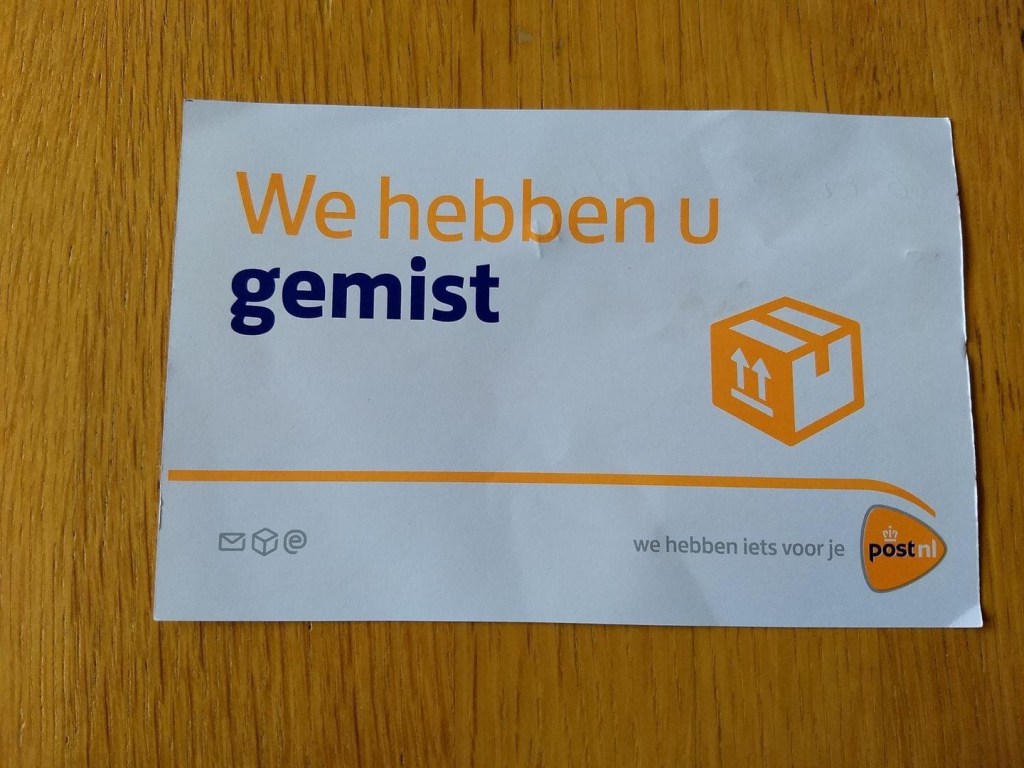 We hebben u
gemist
we hebben iets voor je
postnl